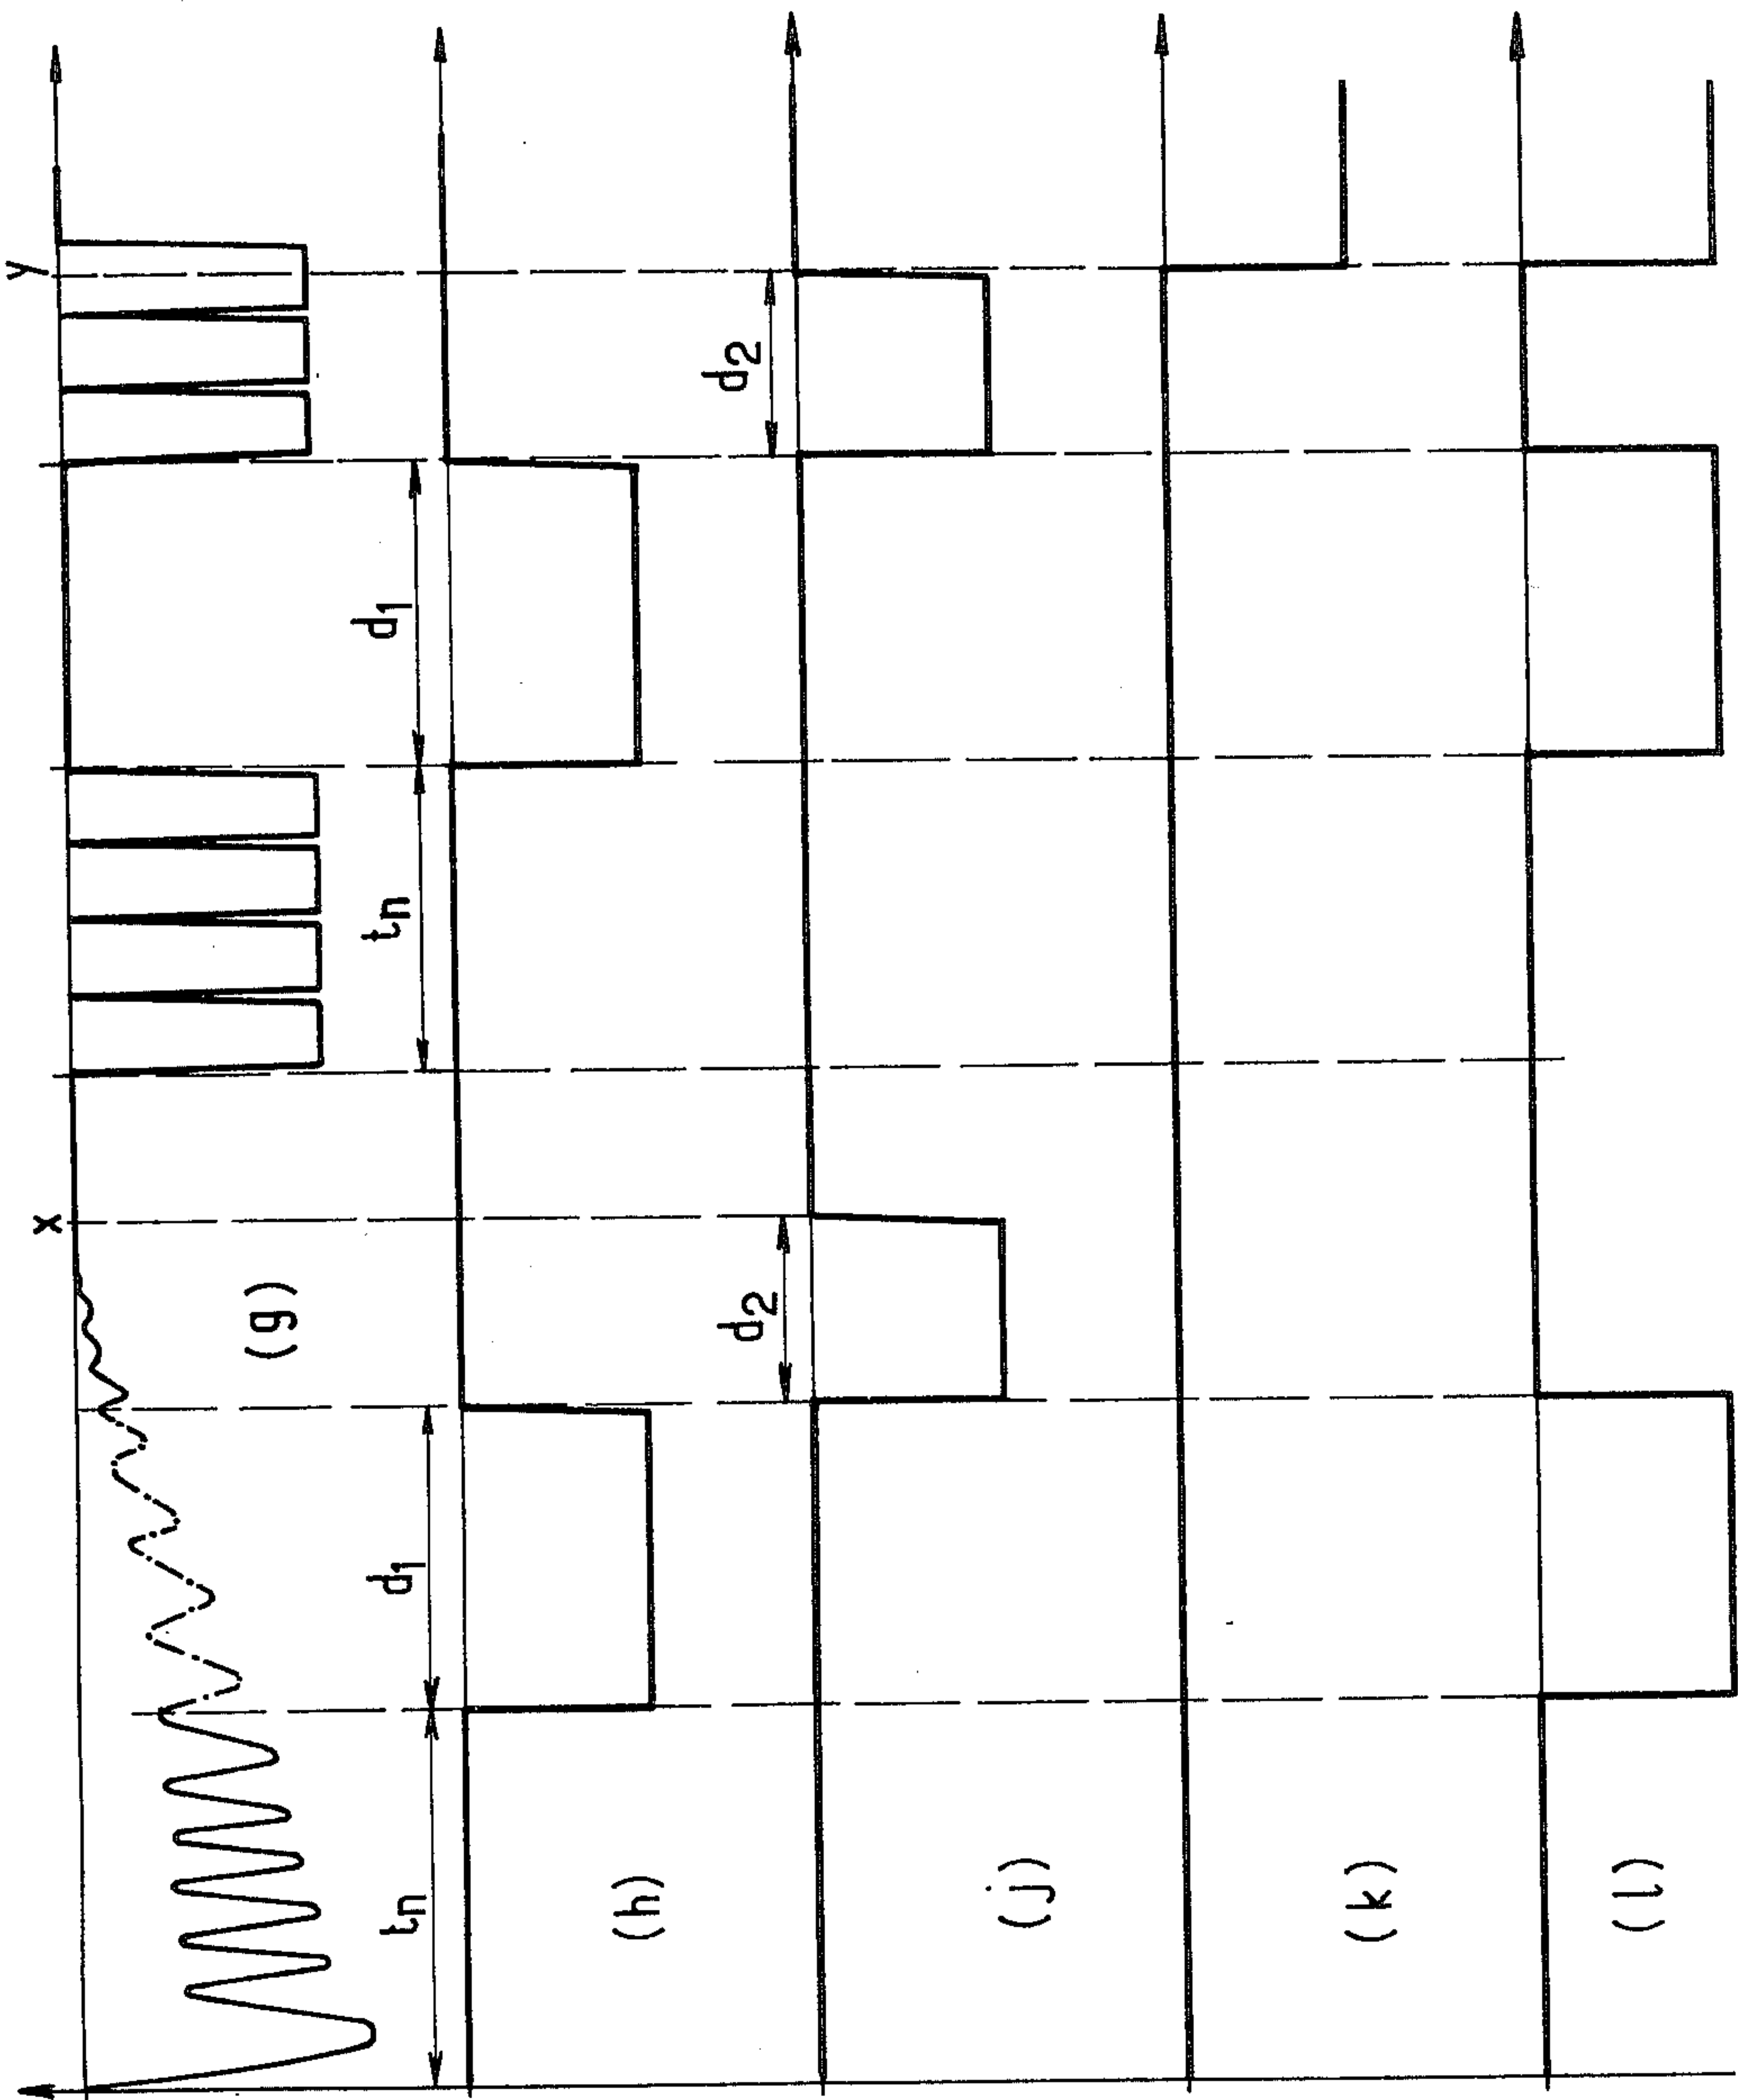 x y
(g)
tn d1 tn d1
(h)
d2 d2
(j)
(k)
(l)